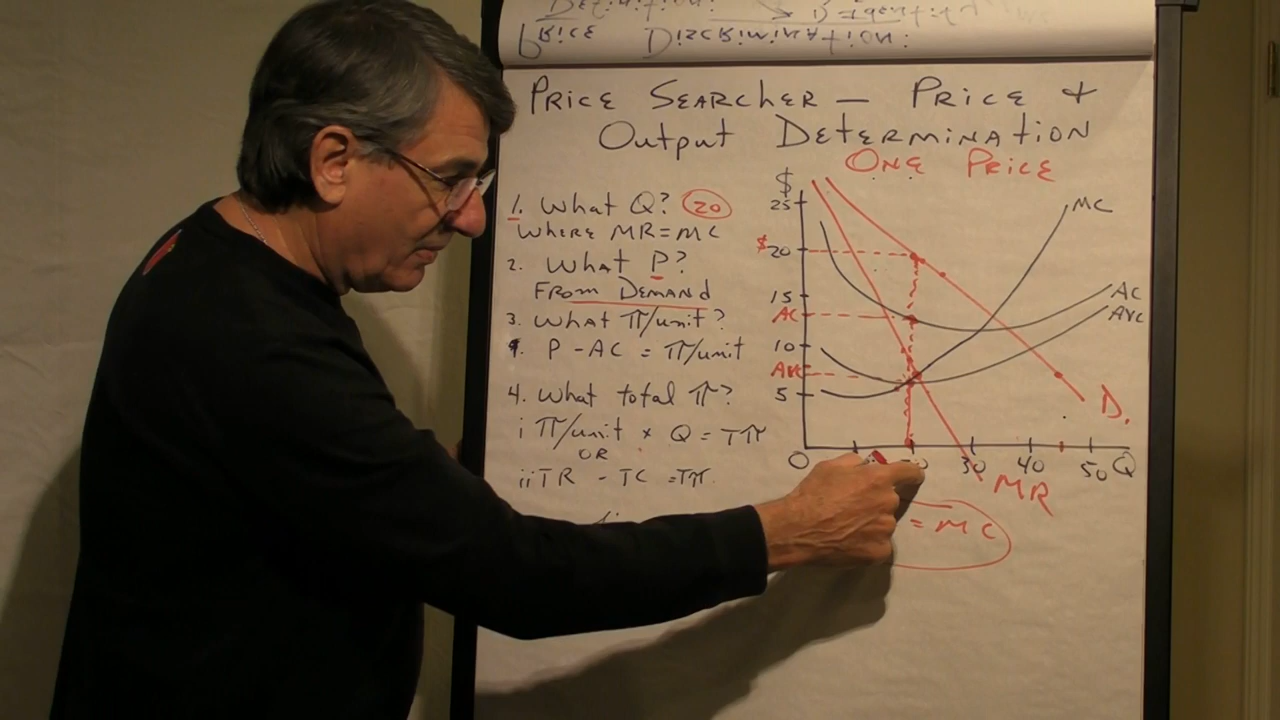 PRICE DISCRIMINATION:
PRICE SEARCHER — PRICE +
OUTPUT DETERMINATION
ONE PRICE
1. WHAT Q? 20
WHERE MR=MC
2. WHAT P?
FROM DEMAND
3. WHAT π/unit?
P - AC = π/unit
4. WHAT total π?
i π/unit x Q = Tπ
OR
ii TR - TC = Tπ
$
25
$20
15
AC
10
AVC
5
0
30
40
50 Q
MC
AC
AVC
D.
MR
= MC